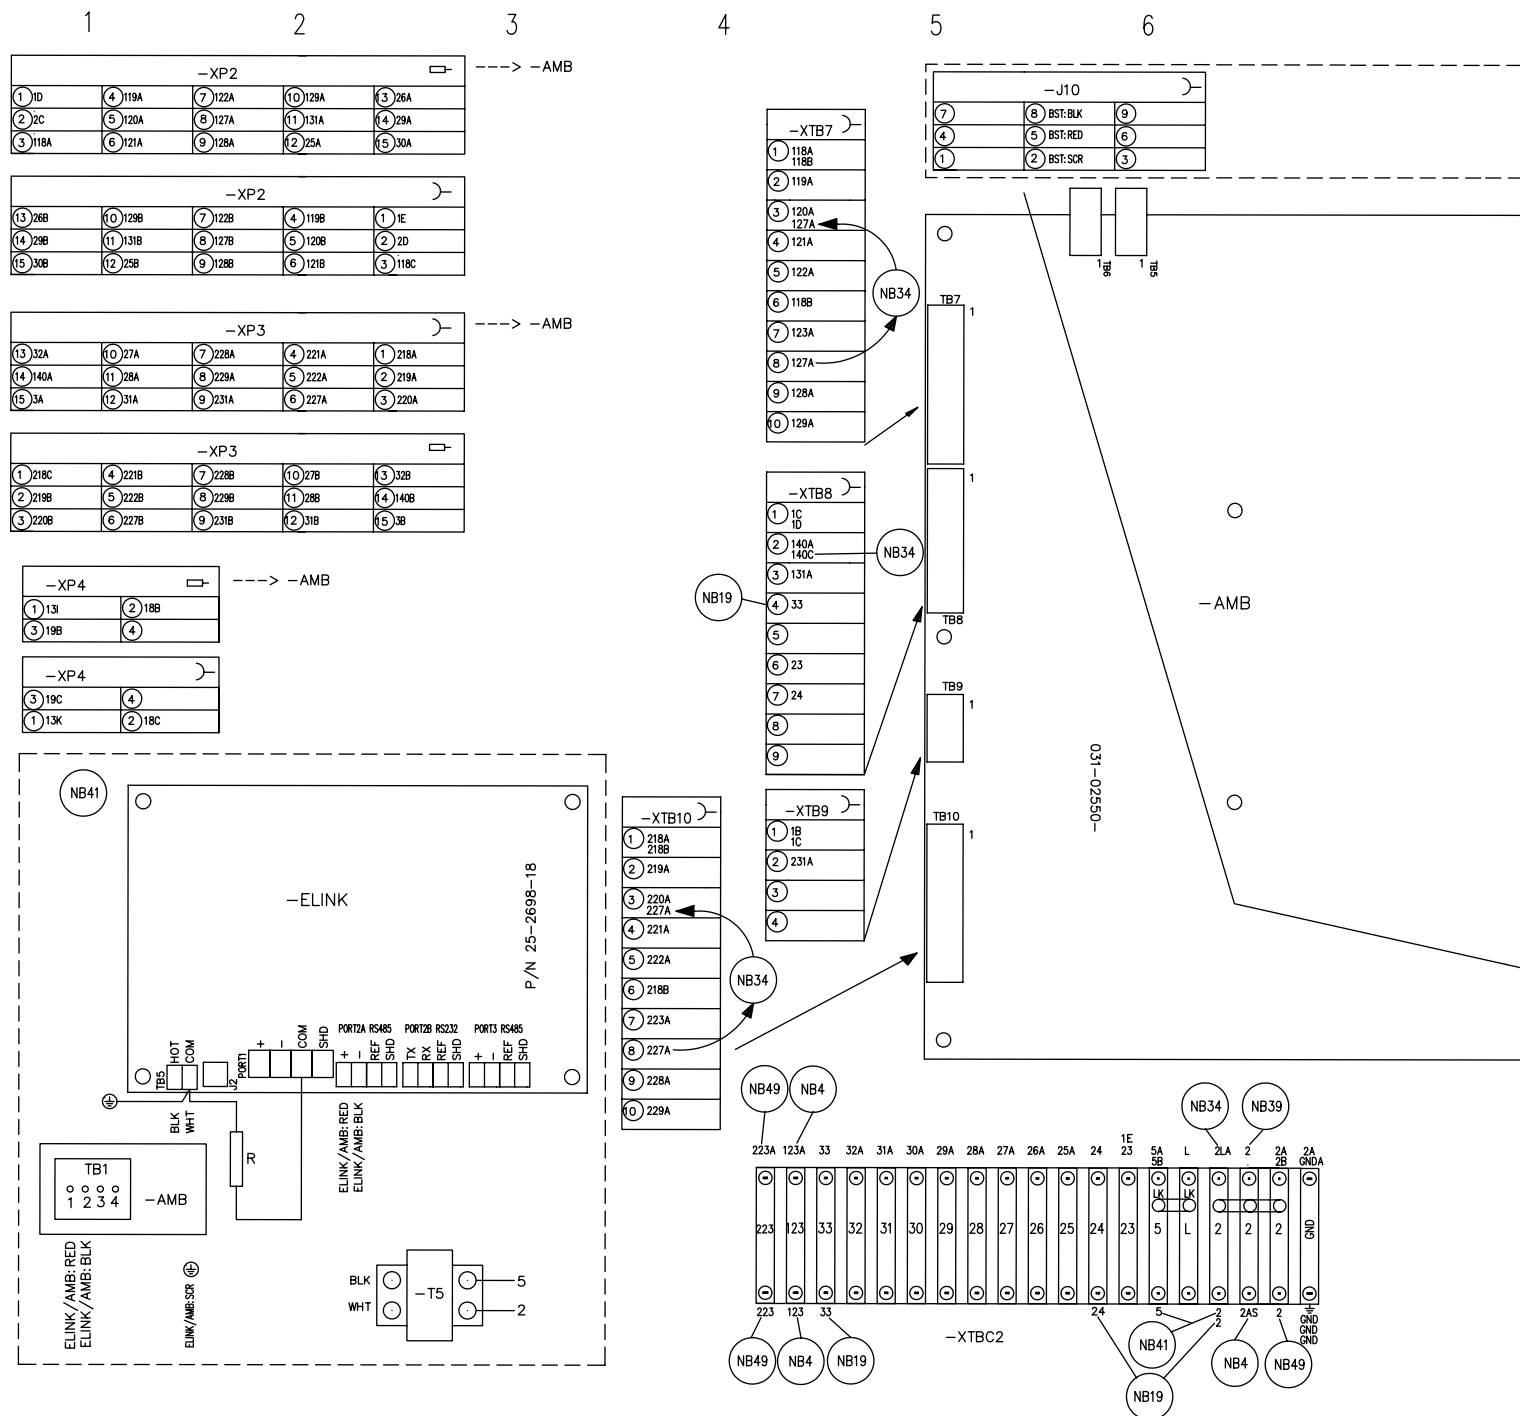 1 2 3 4 5 6
-XP2 ---> -AMB
1 1D 4 119A 7 122A 10 129A 13 26A
2 2C 5 120A 8 127A 11 131A 14 29A
3 118A 6 121A 9 128A 12 25A 15 30A
-XP2
13 26B 10 129B 7 122B 4 119B 1 1E
14 29B 11 131B 8 127B 5 120B 2 2D
15 30B 12 25B 9 128B 6 121B 3 118C
-XP3 ---> -AMB
13 32A 10 27A 7 228A 4 221A 1 218A
14 140A 11 28A 8 229A 5 222A 2 219A
15 3A 12 31A 9 231A 6 227A 3 220A
-XP3
1 218C 4 221B 7 228B 10 27B 13 32B
2 219B 5 222B 8 229B 11 28B 14 140B
3 220B 6 227B 9 231B 12 31B 15 3B
-XP4 ---> -AMB
1 13I 2 18B
3 19B 4
-XP4
3 19C 4
1 13K 2 18C
-XTB7
1 118A
118B
2 119A
3 120A
127A
4 121A
5 122A
6 118B
7 123A
8 127A
9 128A
10 129A
NB34
-XTB8
1 1C
1D
2 140A
140C
3 131A
4 33
5
6 23
7 24
8
9
NB34
NB19
-XTB9
1 1B
1C
2 231A
3
4
-XTB10
1 218A
218B
2 219A
3 220A
227A
4 221A
5 222A
6 218B
7 223A
8 227A
9 228A
10 229A
NB34
-J10
7 8 BST:BLK 9
4 5 BST:RED 6
1 2 BST:SCR 3
1 TB6
1 TB5
TB7 1
1
TB8
TB9 1
TB10 1
-AMB
031-02550-
NB41
-ELINK
P/N 25-2698-18
HOT
COM
TB5
J2
PORT1
+
-
COM
SHD
PORT2A RS485
+
-
REF
SHD
PORT2B RS232
TX
RX
REF
SHD
PORT3 RS485
+
-
REF
SHD
BLK
WHT
R
ELINK/AMB:RED
ELINK/AMB:BLK
TB1
1 2 3 4
-AMB
ELINK/AMB:RED
ELINK/AMB:BLK
ELINK/AMB:SCR
BLK
WHT
-T5
5
2
NB49 NB4 NB34 NB39
1E
223A 123A 33 32A 31A 30A 29A 28A 27A 26A 25A 24 23 5A L 2LA 2 2A 2A
5B 2B GNDA
LK LK
223 123 33 32 31 30 29 28 27 26 25 24 23 5 L 2 2 2 GND
223 123 33 24 5 2 2AS 2 GND
2 GND
GND
-XTBC2
NB49 NB4 NB19 NB41 NB4 NB49
NB19